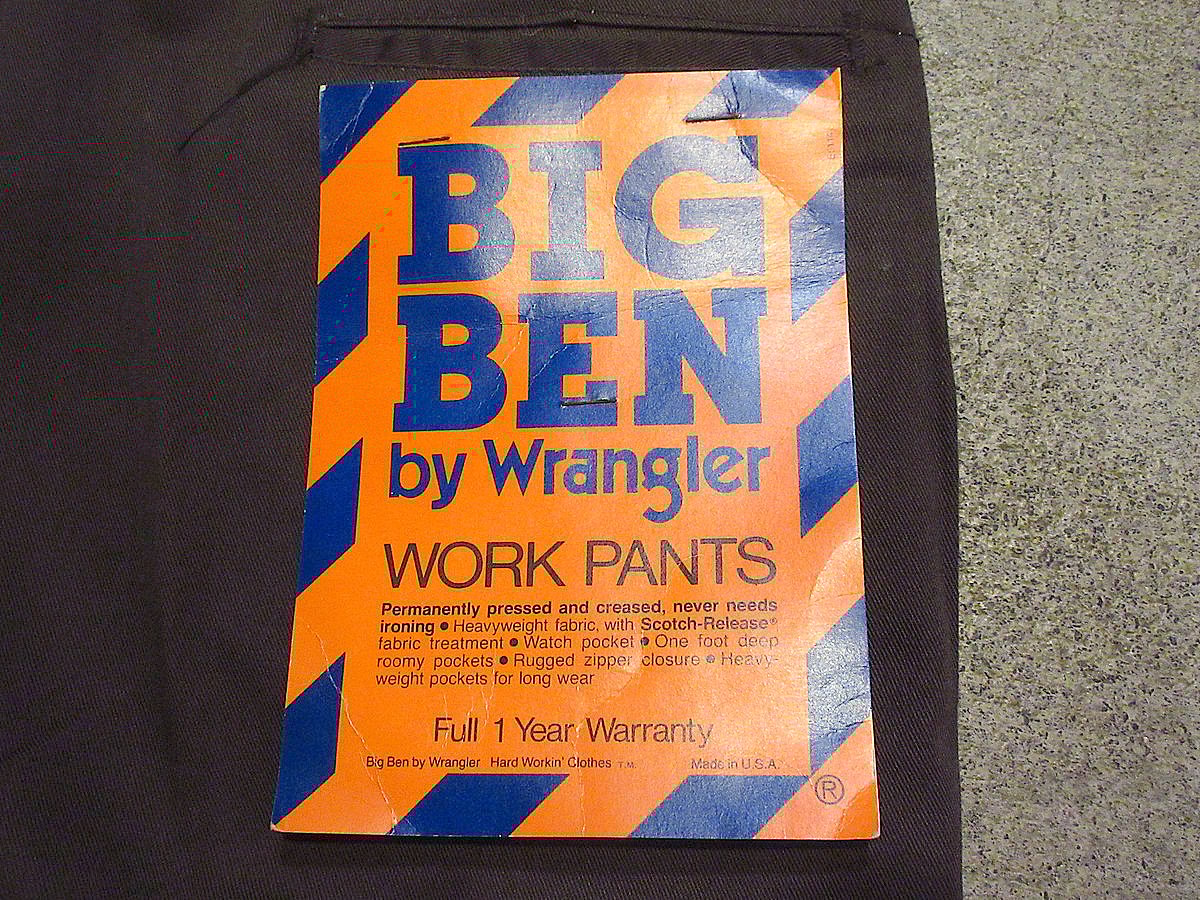 BIG
BEN
by Wrangler
WORK PANTS
Permanently pressed and creased, never needs
ironing ● Heavyweight fabric, with Scotch-Release®
fabric treatment ● Watch pocket ● One foot deep
roomy pockets ● Rugged zipper closure ● Heavy-
weight pockets for long wear
Full 1 Year Warranty
Big Ben by Wrangler Hard Workin' Clothes T.M. Made in U.S.A.
®